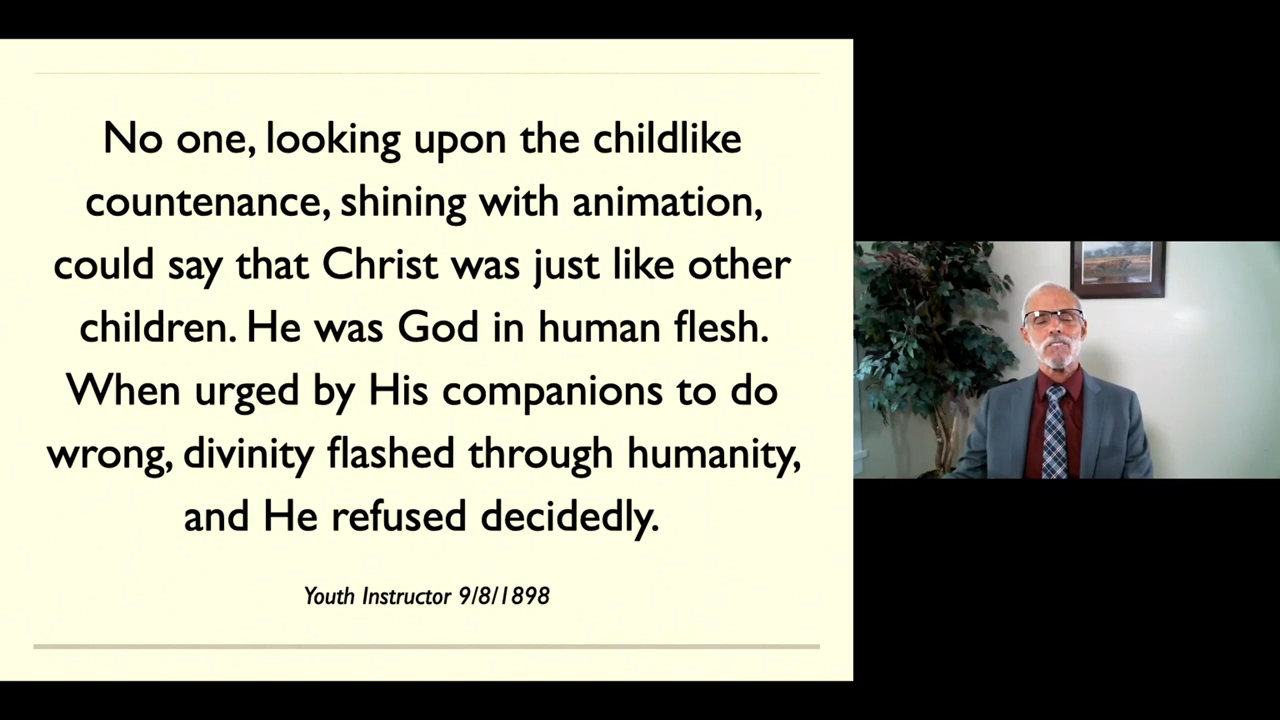 No one, looking upon the childlike
countenance, shining with animation,
could say that Christ was just like other
children. He was God in human flesh.
When urged by His companions to do
wrong, divinity flashed through humanity,
and He refused decidedly.
Youth Instructor 9/8/1898